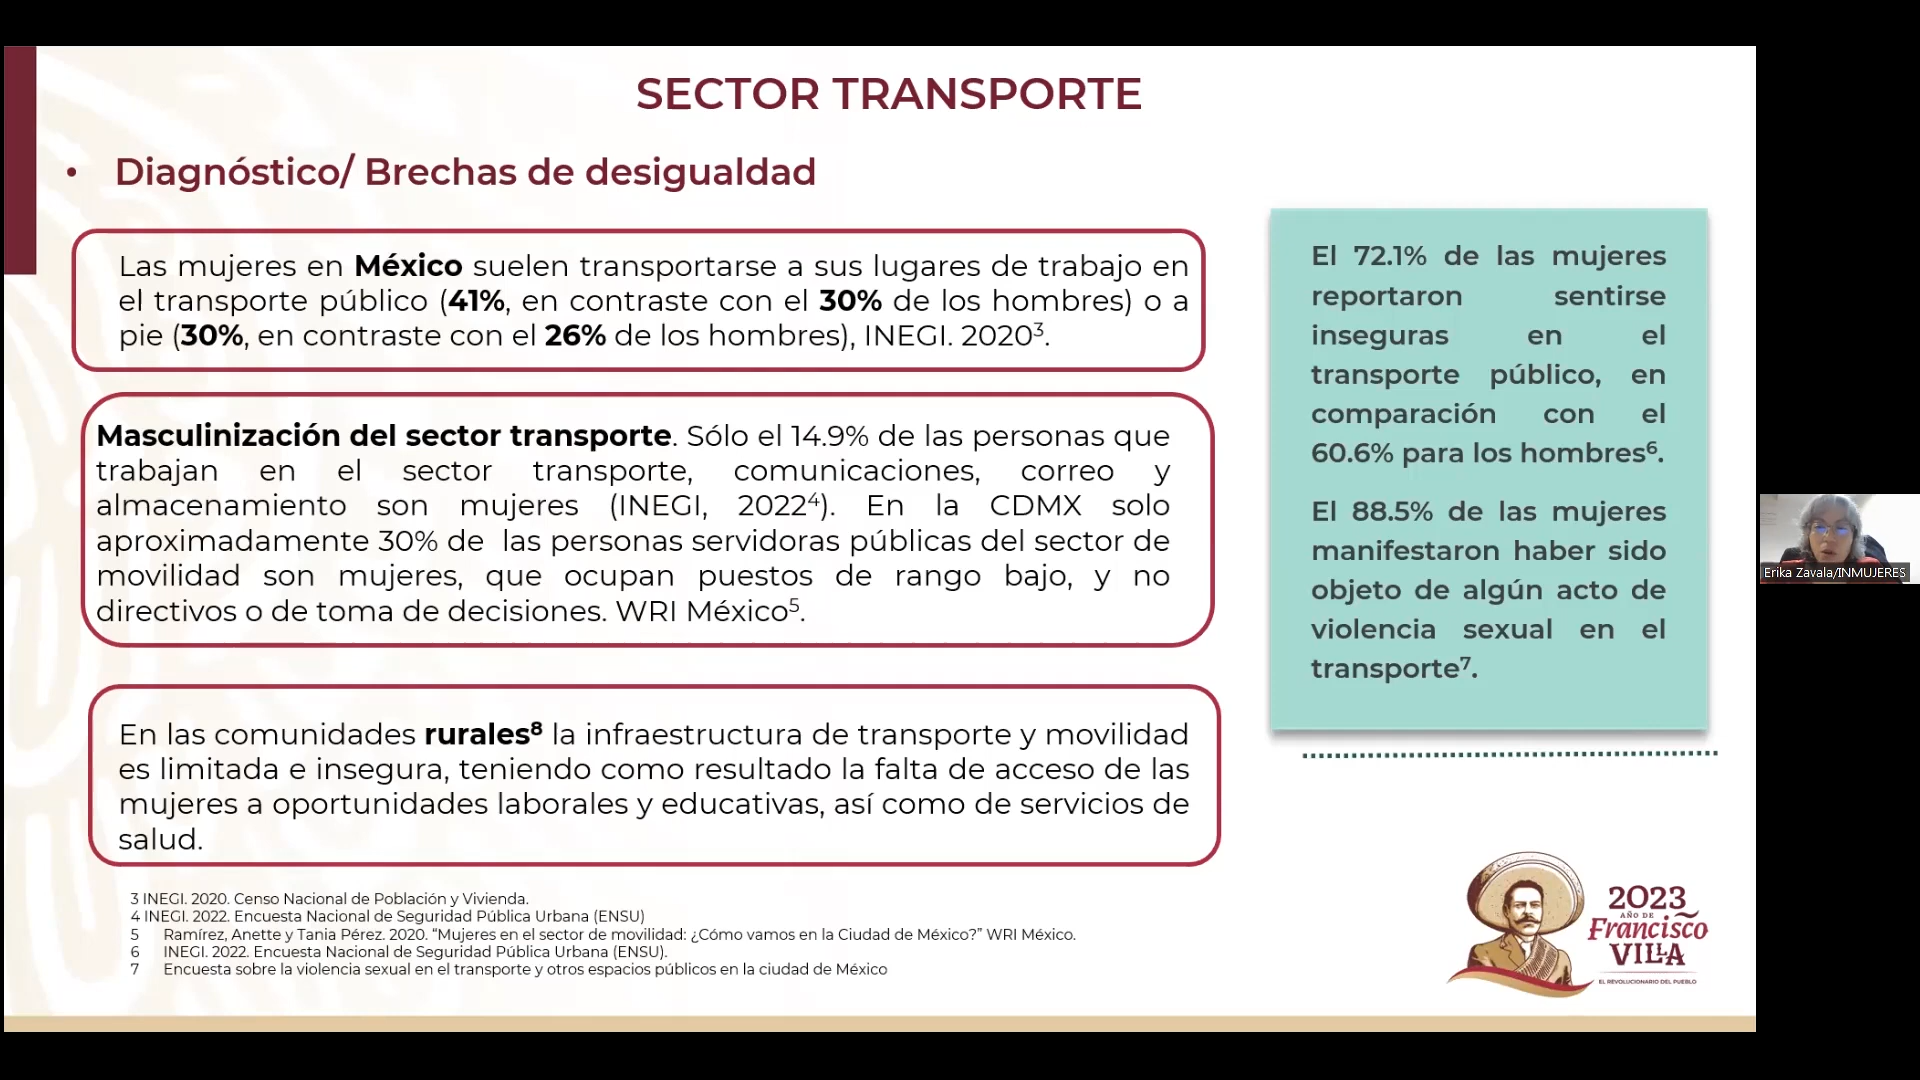 SECTOR TRANSPORTE
• Diagnóstico/ Brechas de desigualdad
Las mujeres en México suelen transportarse a sus lugares de trabajo en
el transporte público (41%, en contraste con el 30% de los hombres) o a
pie (30%, en contraste con el 26% de los hombres), INEGI. 2020³.
Masculinización del sector transporte. Sólo el 14.9% de las personas que
trabajan en el sector transporte, comunicaciones, correo y
almacenamiento son mujeres (INEGI, 2022⁴). En la CDMX solo
aproximadamente 30% de las personas servidoras públicas del sector de
movilidad son mujeres, que ocupan puestos de rango bajo, y no
directivos o de toma de decisiones. WRI México⁵.
En las comunidades rurales⁸ la infraestructura de transporte y movilidad
es limitada e insegura, teniendo como resultado la falta de acceso de las
mujeres a oportunidades laborales y educativas, así como de servicios de
salud.
El 72.1% de las mujeres
reportaron sentirse
inseguras en el
transporte público, en
comparación con el
60.6% para los hombres⁶.
El 88.5% de las mujeres
manifestaron haber sido
objeto de algún acto de
violencia sexual en el
transporte⁷.
3 INEGI. 2020. Censo Nacional de Población y Vivienda.
4 INEGI. 2022. Encuesta Nacional de Seguridad Pública Urbana (ENSU)
5 Ramírez, Anette y Tania Pérez. 2020. “Mujeres en el sector de movilidad: ¿Cómo vamos en la Ciudad de México?” WRI México.
6 INEGI. 2022. Encuesta Nacional de Seguridad Pública Urbana (ENSU).
7 Encuesta sobre la violencia sexual en el transporte y otros espacios públicos en la ciudad de México
2023
AÑO DE
Francisco
VILLA
EL REVOLUCIONARIO DEL PUEBLO
Erika Zavala/INMUJERES